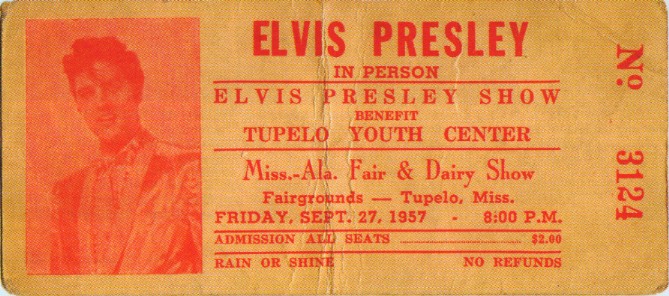 ELVIS PRESLEY
IN PERSON
ELVIS PRESLEY SHOW
BENEFIT
TUPELO YOUTH CENTER
Miss.-Ala. Fair & Dairy Show
Fairgrounds — Tupelo, Miss.
FRIDAY, SEPT. 27, 1957 - 8:00 P.M.
ADMISSION ALL SEATS ........................ $2.00
RAIN OR SHINE NO REFUNDS
No. 3124